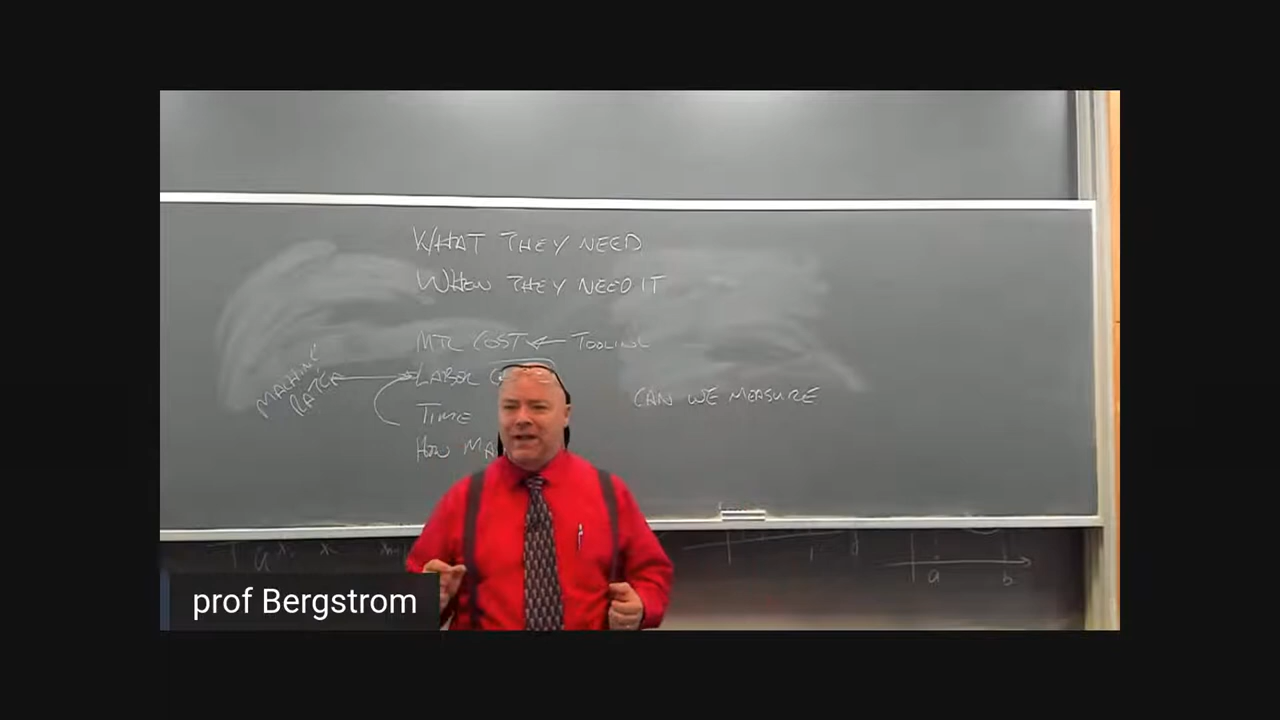 WHAT THEY NEED
WHEN THEY NEED IT
MTL COST ← TOOLING
MACHINE
RATE
LABOR
TIME
CAN WE MEASURE
HOW
a
b
prof Bergstrom